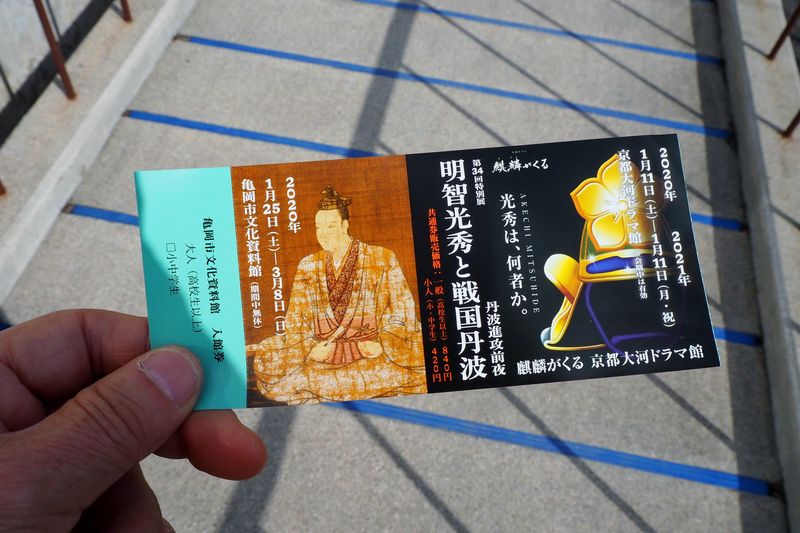 2020年　　2021年
1月11日（土）―1月11日（月・祝）
京都大河ドラマ館
麒麟がくる
AKECHI MITSUHIDE
光秀は、何者か。
麒麟がくる 京都大河ドラマ館
丹波進攻前夜
第34回特別展
明智光秀と戦国丹波
共通券販売価格：一般（高校生以上）840円
小人（小・中学生）420円
2020年
1月25日（土）―3月8日（日）
亀岡市文化資料館（期間中無休）
亀岡市文化資料館　入館券
大人（高校生以上）
□小中学生